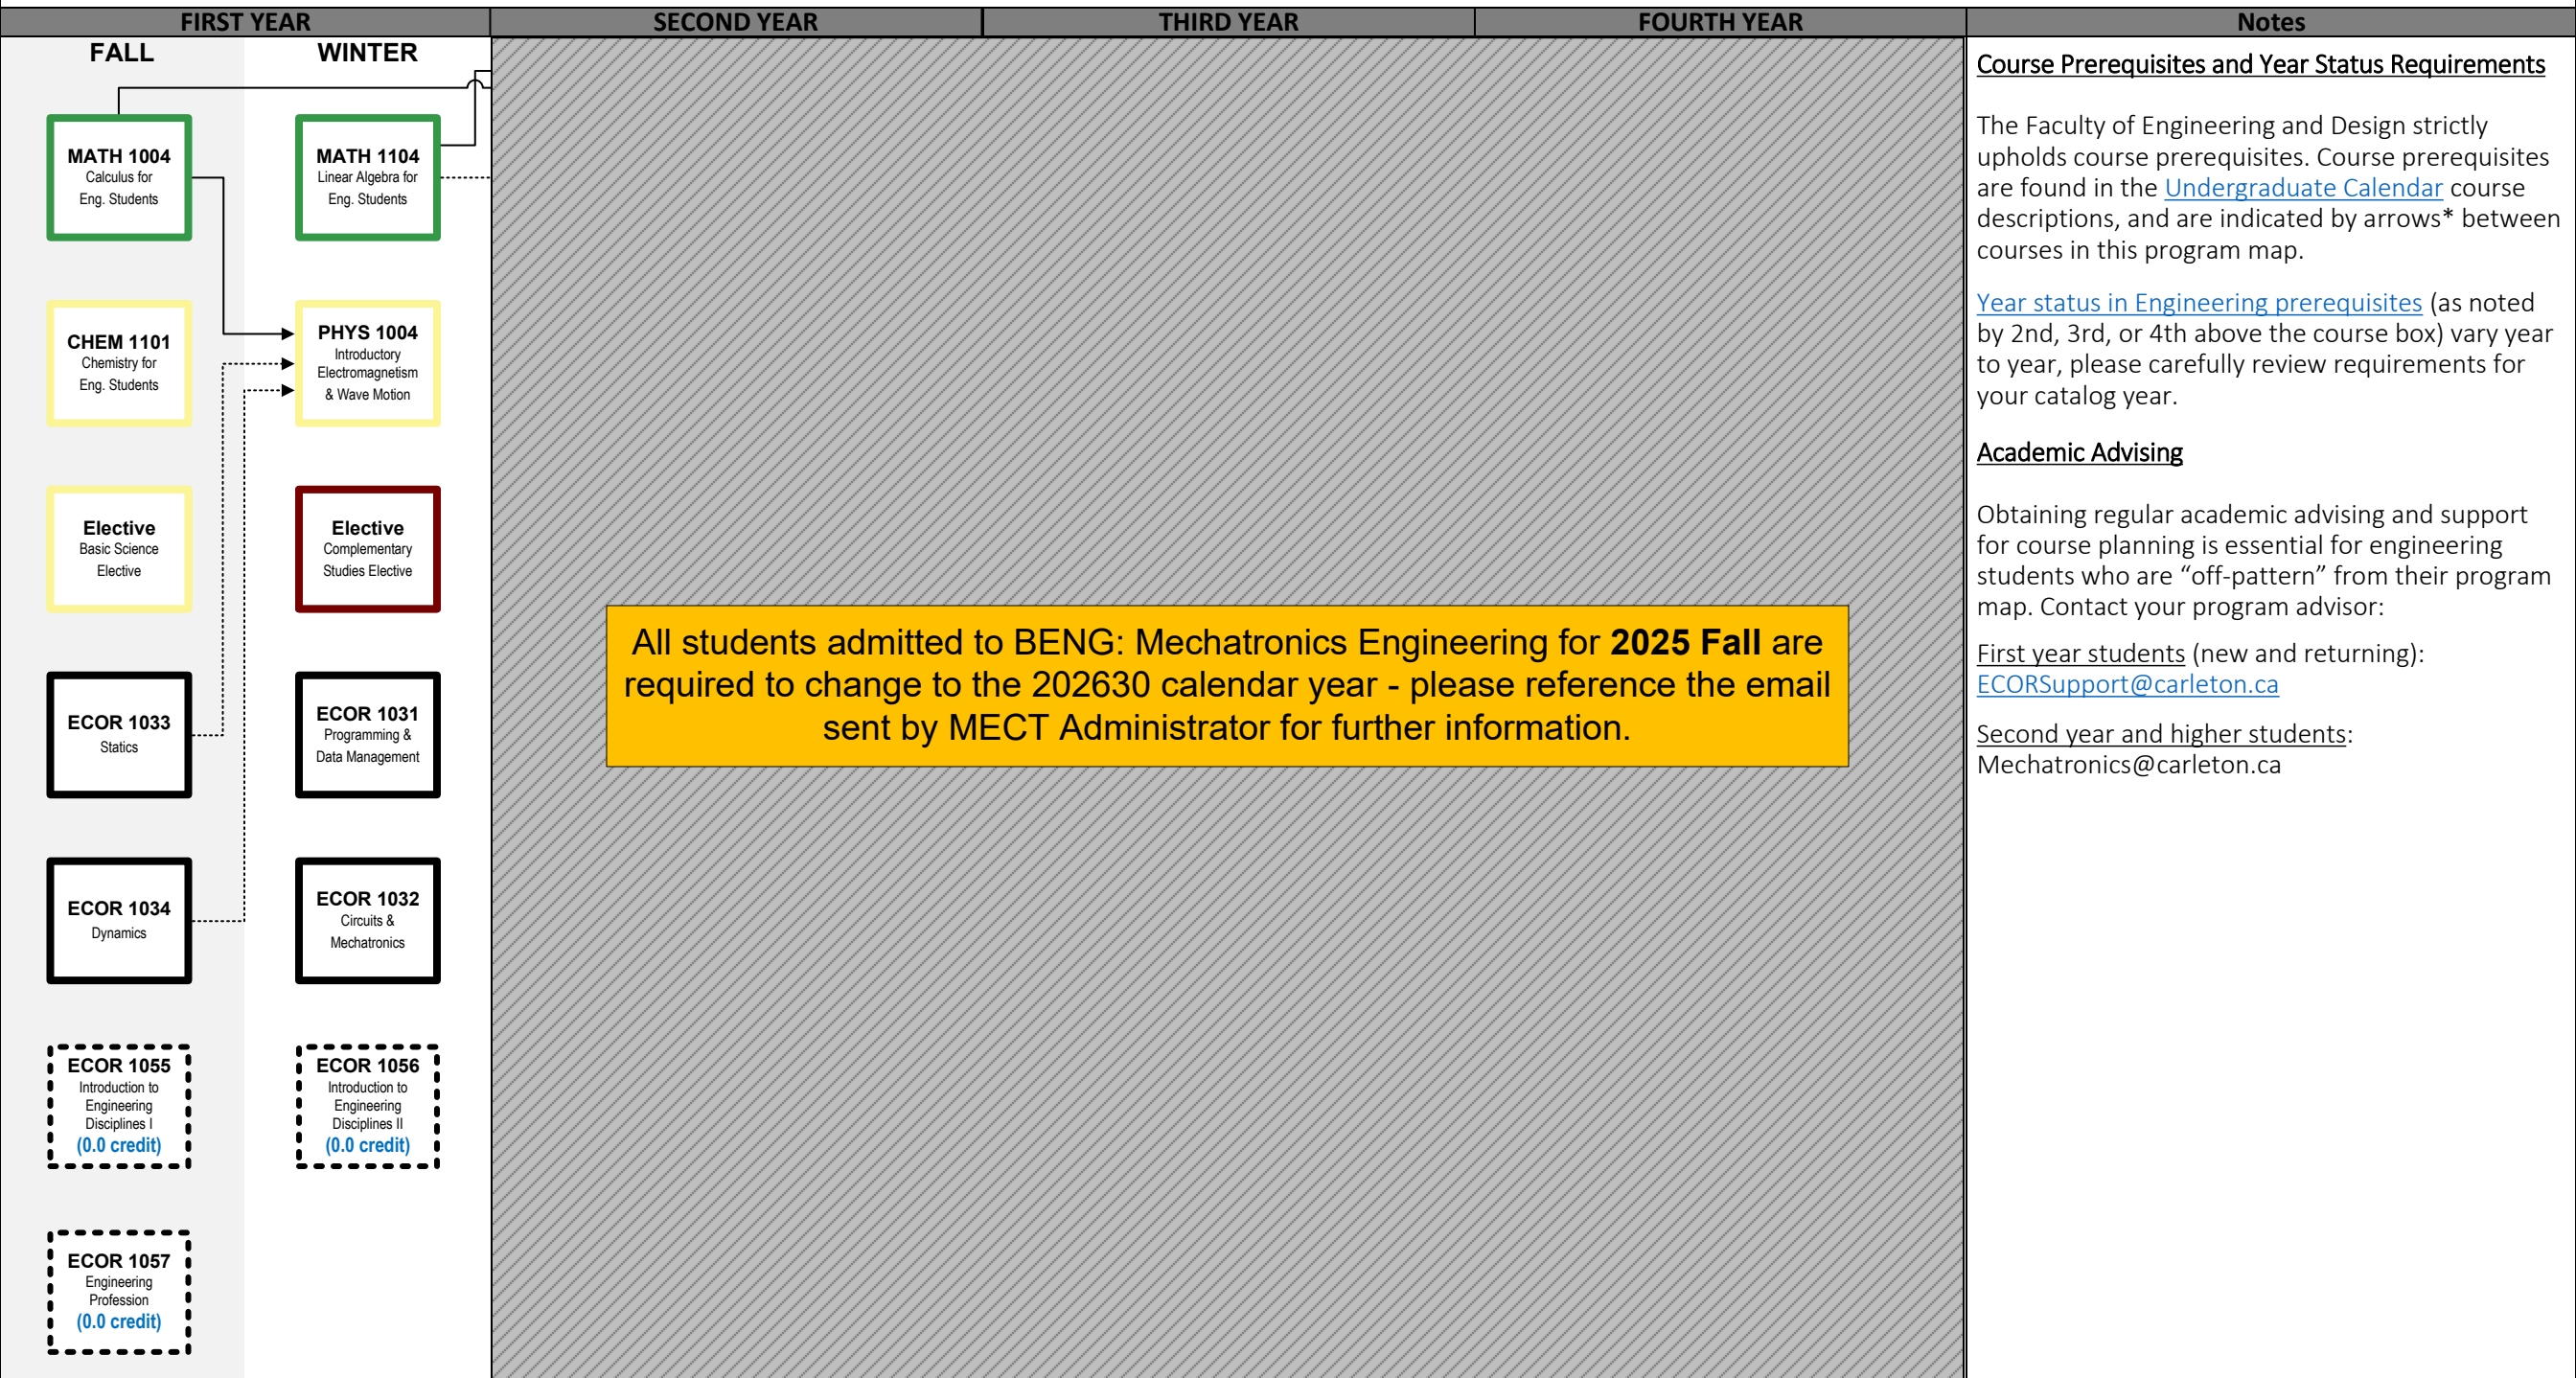 FIRST YEAR
SECOND YEAR
THIRD YEAR
FOURTH YEAR
Notes
FALL
WINTER
MATH 1004
Calculus for
Eng. Students
MATH 1104
Linear Algebra for
Eng. Students
CHEM 1101
Chemistry for
Eng. Students
PHYS 1004
Introductory
Electromagnetism
& Wave Motion
Elective
Basic Science
Elective
Elective
Complementary
Studies Elective
ECOR 1033
Statics
ECOR 1031
Programming &
Data Management
ECOR 1034
Dynamics
ECOR 1032
Circuits &
Mechatronics
ECOR 1055
Introduction to
Engineering
Disciplines I
(0.0 credit)
ECOR 1056
Introduction to
Engineering
Disciplines II
(0.0 credit)
ECOR 1057
Engineering
Profession
(0.0 credit)
All students admitted to BENG: Mechatronics Engineering for 2025 Fall are
required to change to the 202630 calendar year - please reference the email
sent by MECT Administrator for further information.
Course Prerequisites and Year Status Requirements
The Faculty of Engineering and Design strictly
upholds course prerequisites. Course prerequisites
are found in the Undergraduate Calendar course
descriptions, and are indicated by arrows* between
courses in this program map.
Year status in Engineering prerequisites (as noted
by 2nd, 3rd, or 4th above the course box) vary year
to year, please carefully review requirements for
your catalog year.
Academic Advising
Obtaining regular academic advising and support
for course planning is essential for engineering
students who are “off-pattern” from their program
map. Contact your program advisor:
First year students (new and returning):
ECORSupport@carleton.ca
Second year and higher students:
Mechatronics@carleton.ca